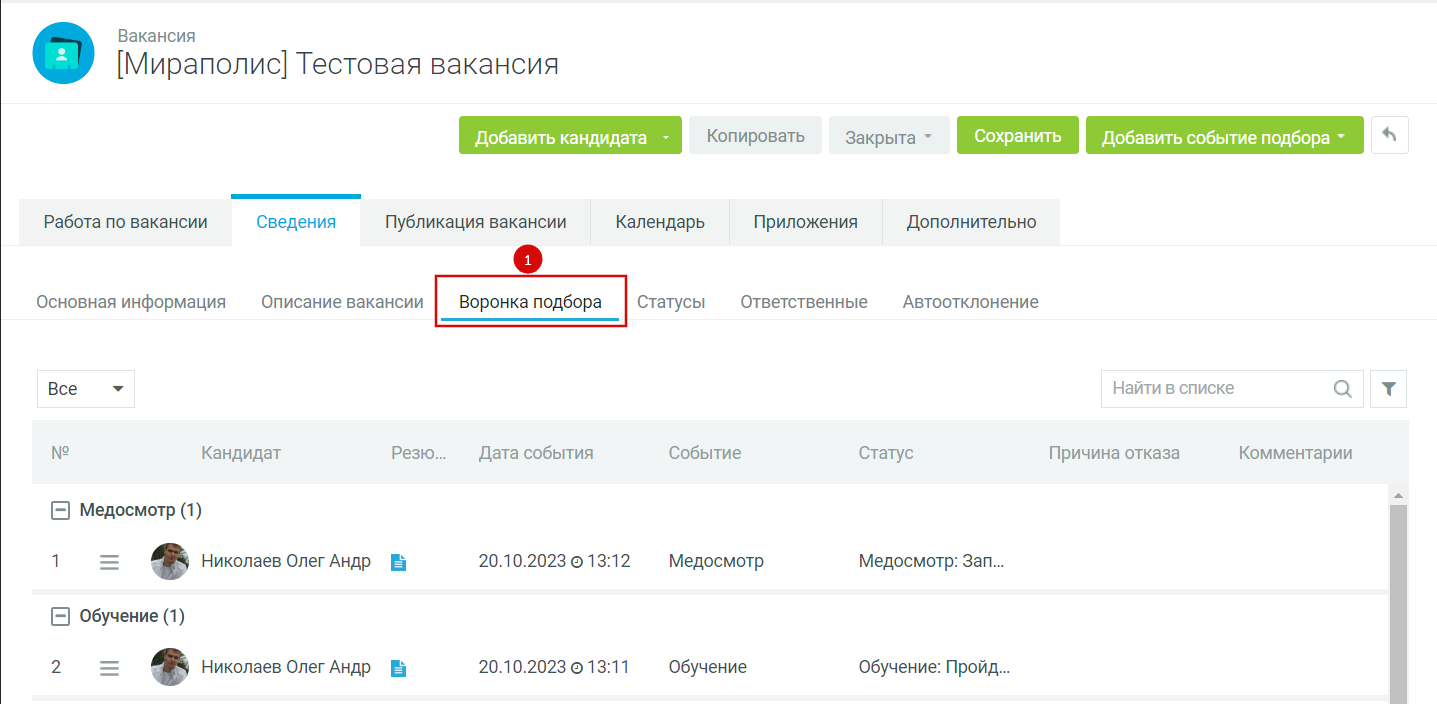 Вакансия
[Мираполис] Тестовая вакансия
Добавить кандидата Копировать Закрыта Сохранить Добавить событие подбора
Работа по вакансии Сведения Публикация вакансии Календарь Приложения Дополнительно
1
Основная информация Описание вакансии Воронка подбора Статусы Ответственные Автоотклонение
Все Найти в списке
№ Кандидат Резю... Дата события Событие Статус Причина отказа Комментарии
Медосмотр (1)
1 Николаев Олег Андр 20.10.2023 13:12 Медосмотр Медосмотр: Зап...
Обучение (1)
2 Николаев Олег Андр 20.10.2023 13:11 Обучение Обучение: Пройд...